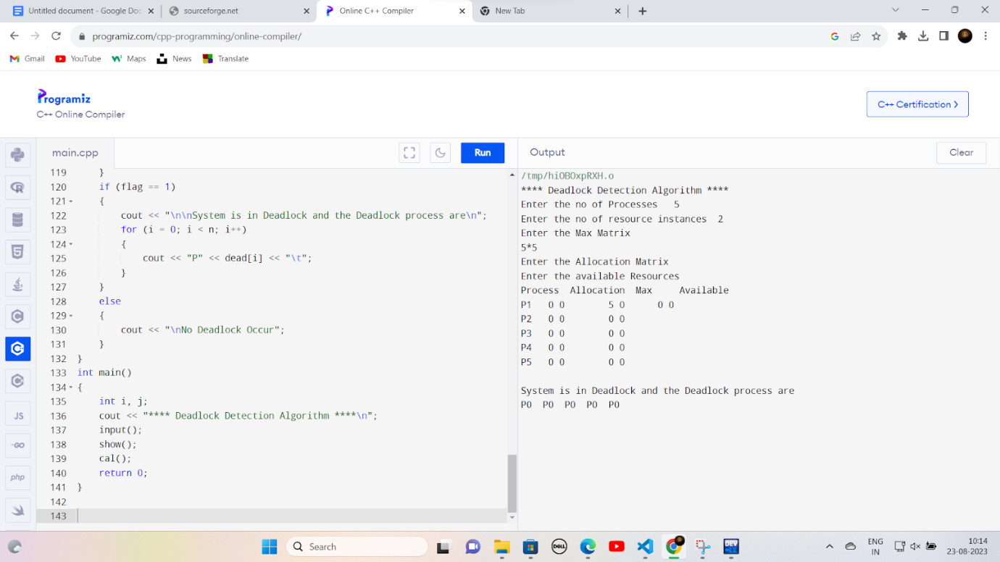 Untitled document - Google Doc
sourceforge.net
Online C++ Compiler
New Tab
programiz.com/cpp-programming/online-compiler/
Gmail
YouTube
Maps
News
Translate
Programiz
C++ Online Compiler
C++ Certification
main.cpp
Run
Output
Clear
119 }
120 if (flag == 1)
121 {
122 cout << "\n\nSystem is in Deadlock and the Deadlock process are\n";
123 for (i = 0; i < n; i++)
124 {
125 cout << "P" << dead[i] << "\t";
126 }
127 }
128 else
129 {
130 cout << "\nNo Deadlock Occur";
131 }
132 }
133 int main()
134 {
135 int i, j;
136 cout << "**** Deadlock Detection Algorithm ****\n";
137 input();
138 show();
139 cal();
140 return 0;
141 }
142
143
/tmp/hiOBOxpRXH.o
**** Deadlock Detection Algorithm ****
Enter the no of Processes 5
Enter the no of resource instances 2
Enter the Max Matrix
5*5
Enter the Allocation Matrix
Enter the available Resources
Process Allocation Max Available
P1 0 0 5 0 0 0
P2 0 0 0 0
P3 0 0 0 0
P4 0 0 0 0
P5 0 0 0 0
System is in Deadlock and the Deadlock process are
P0 P0 P0 P0 P0
JS
GO
php
Search
DELL
DEV
ENG
IN
10:14
23-08-2023